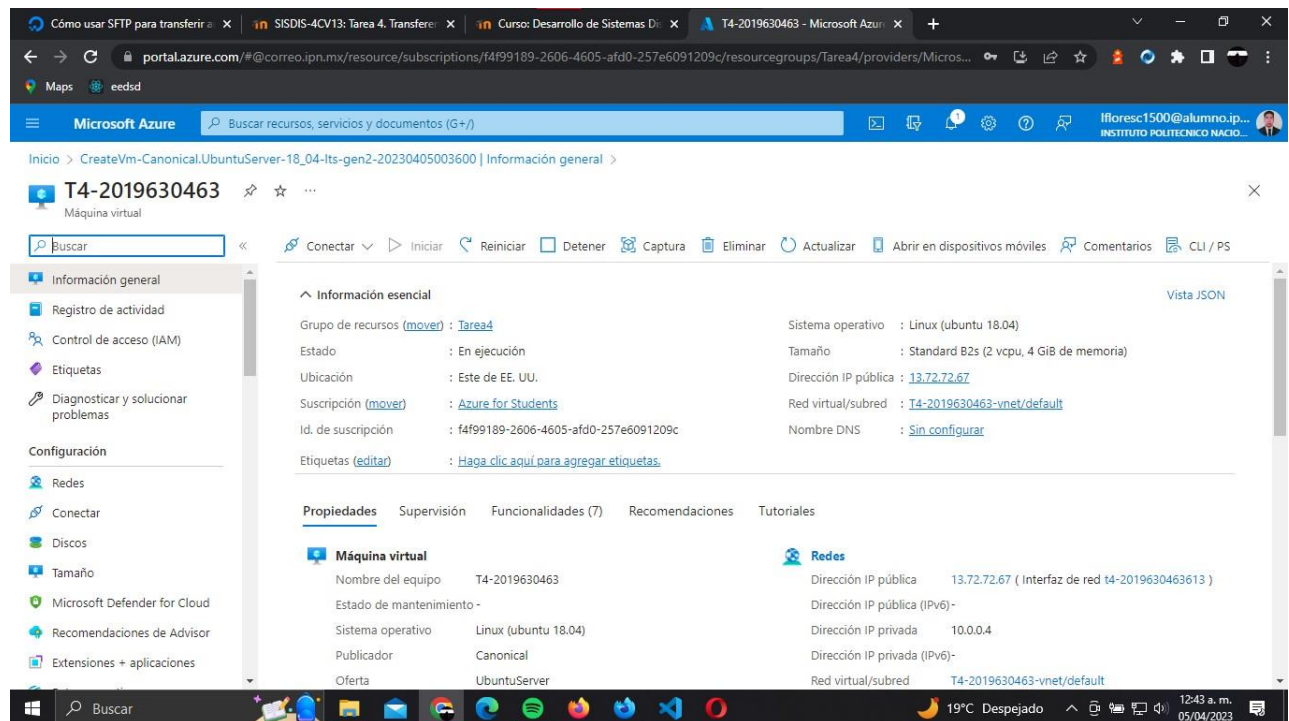 Cómo usar SFTP para transferir a
SISDIS-4CV13: Tarea 4. Transferen
Curso: Desarrollo de Sistemas Dis
T4-2019630463 - Microsoft Azure
portal.azure.com/#@correo.ipn.mx/resource/subscriptions/f4f99189-2606-4605-afd0-257e6091209c/resourcegroups/Tarea4/providers/Micros...
Maps eedsd
Microsoft Azure
Buscar recursos, servicios y documentos (G+/)
1
lfloresc1500@alumno.ip...
INSTITUTO POLITECNICO NACIO...
Inicio > CreateVm-Canonical.UbuntuServer-18_04-lts-gen2-20230405003600 | Información general >
T4-2019630463
Máquina virtual
Buscar
Conectar Iniciar Reiniciar Detener Captura Eliminar Actualizar Abrir en dispositivos móviles Comentarios CLI / PS
Información general
Registro de actividad
Control de acceso (IAM)
Etiquetas
Diagnosticar y solucionar
problemas
Configuración
Redes
Conectar
Discos
Tamaño
Microsoft Defender for Cloud
Recomendaciones de Advisor
Extensiones + aplicaciones
Información esencial
Vista JSON
Grupo de recursos (mover) : Tarea4
Estado : En ejecución
Ubicación : Este de EE. UU.
Suscripción (mover) : Azure for Students
Id. de suscripción : f4f99189-2606-4605-afd0-257e6091209c
Etiquetas (editar) : Haga clic aquí para agregar etiquetas.
Sistema operativo : Linux (ubuntu 18.04)
Tamaño : Standard B2s (2 vcpu, 4 GiB de memoria)
Dirección IP pública : 13.72.72.67
Red virtual/subred : T4-2019630463-vnet/default
Nombre DNS : Sin configurar
Propiedades Supervisión Funcionalidades (7) Recomendaciones Tutoriales
Máquina virtual
Nombre del equipo T4-2019630463
Estado de mantenimiento -
Sistema operativo Linux (ubuntu 18.04)
Publicador Canonical
Oferta UbuntuServer
Redes
Dirección IP pública 13.72.72.67 ( Interfaz de red t4-2019630463613 )
Dirección IP pública (IPv6) -
Dirección IP privada 10.0.0.4
Dirección IP privada (IPv6) -
Red virtual/subred T4-2019630463-vnet/default
Buscar
19°C Despejado
12:43 a. m.
05/04/2023